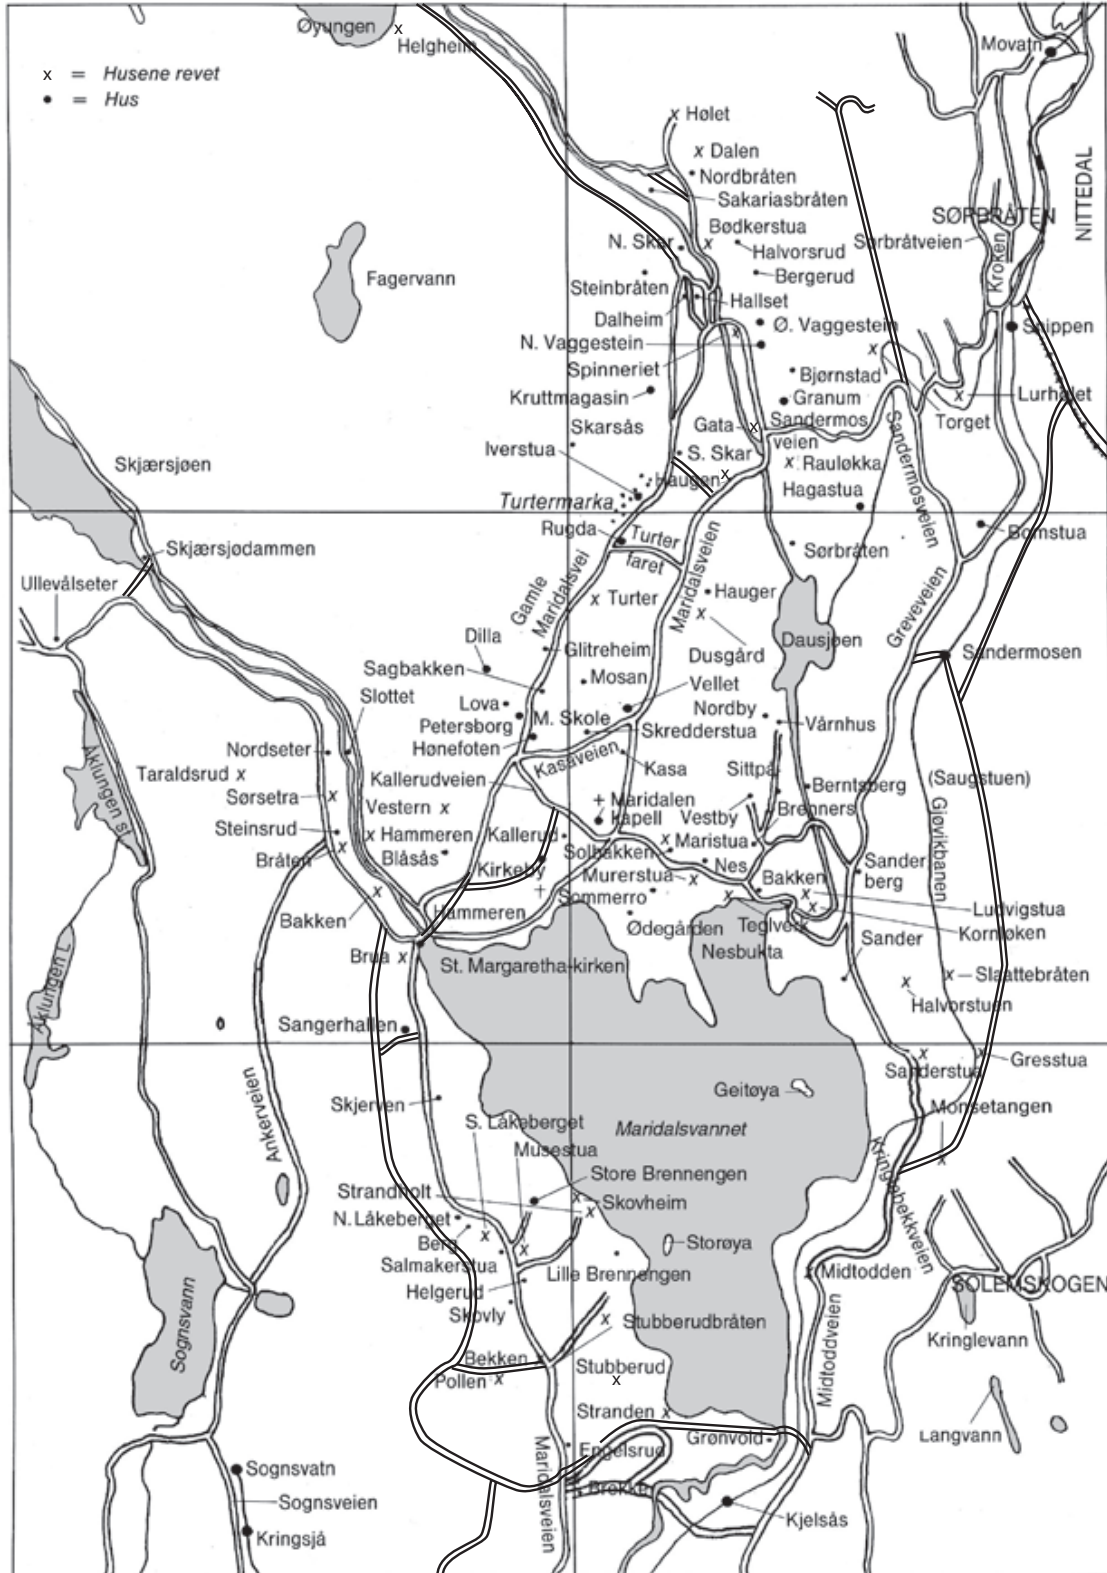 Øyungen
Helgheim
x = Husene revet
• = Hus
Movatn
Hølet
Dalen
Nordbråten
Sakariasbråten
NITTEDAL
SØRBRÅTEN
Bødkerstua
N. Skar
Halvorsrud
Sørbråtveien
Kroken
Bergerud
Fagervann
Steinbråten
Hallset
Dalheim
Ø. Vaggestein
Snippen
N. Vaggestein
Spinneriet
Bjørnstad
Kruttmagasin
Granum
Lurhølet
Torget
Skarsås
Gata
Sandermos
veien
Iverstua
S. Skar
Rauløkka
Skjærsjøen
Haugen
Hagastua
Sandermosveien
Turtermarka
Rugda
Turter
faret
Bomstua
Skjærsjødammen
Sørbråten
Ullevålseter
Gamle
Maridalsvei
Maridalsveien
Turter
Hauger
Greveveien
Dilla
Glitreheim
Dausjøen
Dusgård
Sandermosen
Sagbakken
Mosan
Slottet
Vellet
Lova
Nordby
Petersborg
M. Skole
Skredderstua
Vårnhus
Hønefoten
Nordseter
Kasaveien
Kasa
Sittpå
Taraldsrud
Kallerudveien
Berntsberg
(Saugstuen)
Åklungen st.
Sørsetra
Vestern
Maridalen
kapell
Vestby
Brenners
Gjøvikbanen
Steinsrud
Hammeren
Kallerud
Maristua
Bråten
Blåsås
Solbakken
Nes
Sander
berg
Kirkeby
Murerstua
Bakken
Sommerro
Ludvigstua
Bakken
Hammeren
Ødegården
Teglverk
Kornløken
Nesbukta
Sander
Brua
St. Margaretha-kirken
Slaattebråten
Åklungen L.
Halvorstuen
Sangerhallen
Gresstua
Sanderstua
Ankerveien
Geitøya
Skjerven
Monsetangen
S. Låkeberget
Maridalsvannet
Musestua
Kringlebekkveien
Store Brennengen
Strandholt
Skovheim
N. Låkeberget
Berg
Storøya
Salmakerstua
Lille Brennengen
Midtodden
SOLEMSKOGEN
Helgerud
Skovly
Stubberudbråten
Kringlevann
Sognsvann
Midtoddveien
Bekken
Stubberud
Pollen
Stranden
Langvann
Maridalsveien
Engelsrud
Grønvold
Sognsvatn
Brekke
Sognsveien
Kjelsås
Kringsjå